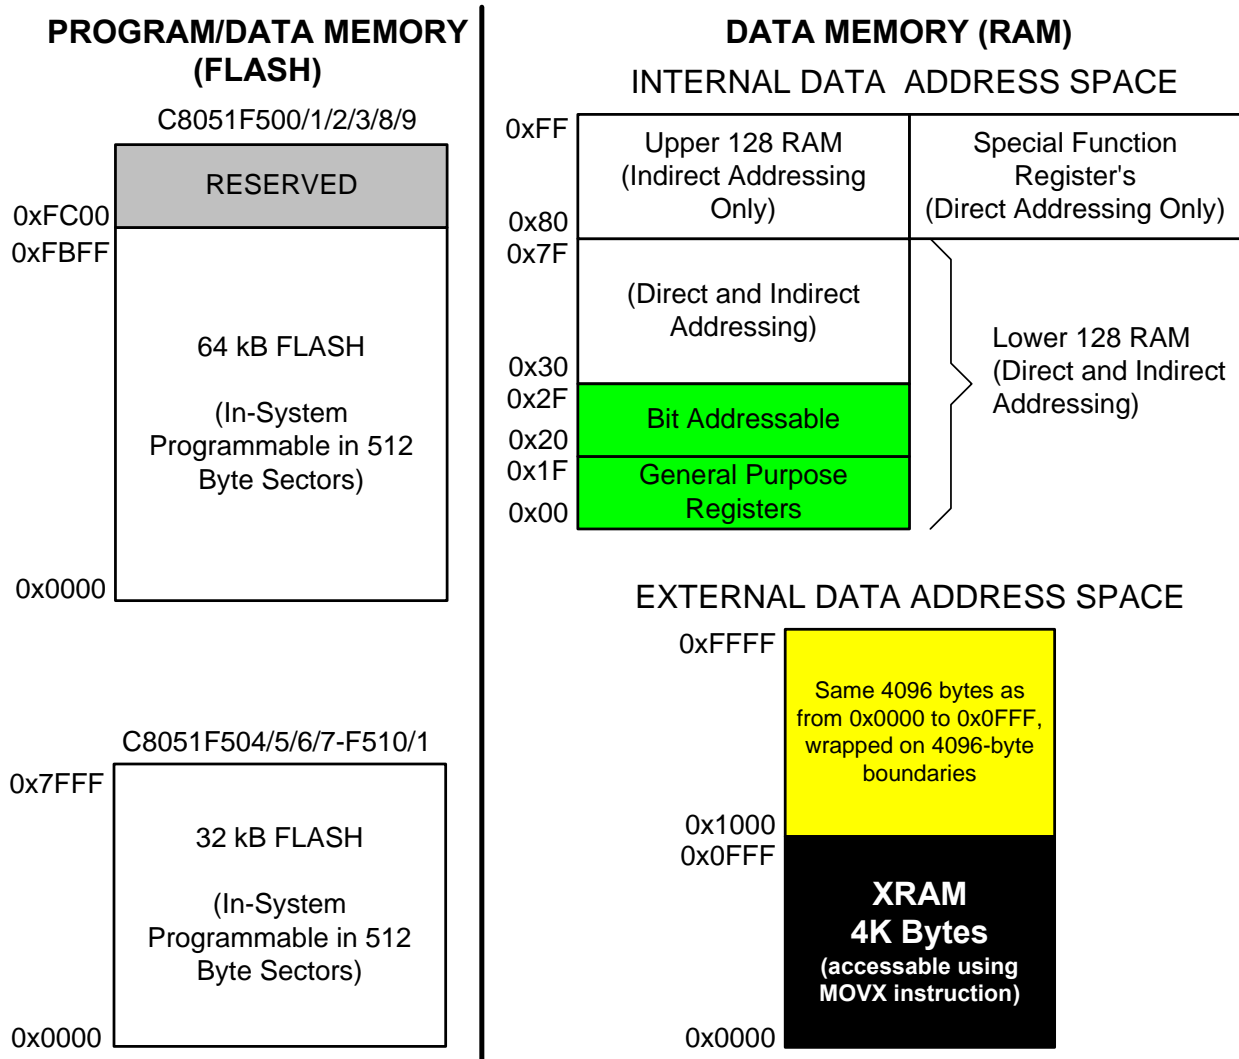 PROGRAM/DATA MEMORY
(FLASH)
C8051F500/1/2/3/8/9
RESERVED
0xFC00
0xFBFF
64 kB FLASH
(In-System
Programmable in 512
Byte Sectors)
0x0000
C8051F504/5/6/7-F510/1
0x7FFF
32 kB FLASH
(In-System
Programmable in 512
Byte Sectors)
0x0000
DATA MEMORY (RAM)
INTERNAL DATA ADDRESS SPACE
0xFF
Upper 128 RAM
(Indirect Addressing
Only)
0x80
Special Function
Register's
(Direct Addressing Only)
0x7F
(Direct and Indirect
Addressing)
0x30
Lower 128 RAM
(Direct and Indirect
Addressing)
0x2F
Bit Addressable
0x20
0x1F
General Purpose
Registers
0x00
EXTERNAL DATA ADDRESS SPACE
0xFFFF
Same 4096 bytes as
from 0x0000 to 0x0FFF,
wrapped on 4096-byte
boundaries
0x1000
0x0FFF
XRAM
4K Bytes
(accessable using
MOVX instruction)
0x0000